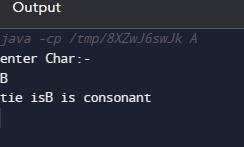 Output
java -cp /tmp/8XZwJ6swJk A
enter Char:-
B
tie isB is consonant